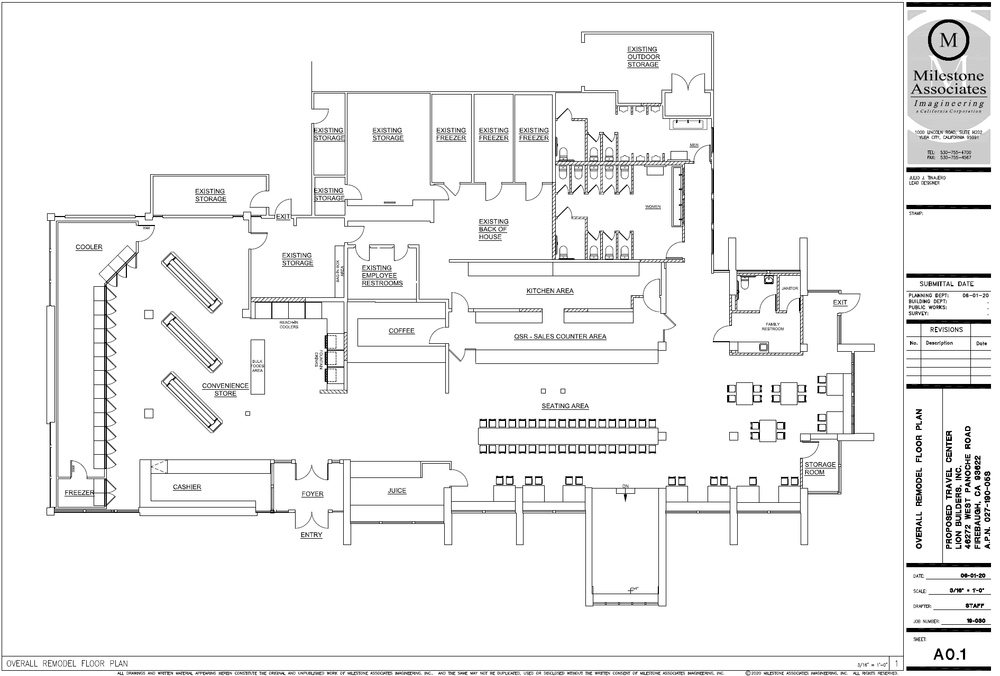 EXISTING
OUTDOOR
STORAGE
EXISTING
STORAGE
EXISTING
STORAGE
EXISTING
FREEZER
EXISTING
FREEZER
EXISTING
FREEZER
MEN
EXISTING
STORAGE
EXISTING
STORAGE
WOMEN
EXIT
EXISTING
BACK OF
HOUSE
3068
COOLER
EXISTING
STORAGE
BAG IN BOX
AREA
EXISTING
EMPLOYEE
RESTROOMS
KITCHEN AREA
JANITOR
EXIT
REACH-IN
COOLERS
COFFEE
QSR - SALES COUNTER AREA
FAMILY
RESTROOM
FOUNTAIN
DRINKS
BULK
FOODS
AREA
CONVENIENCE
STORE
SEATING AREA
3068
STORAGE
ROOM
FREEZER
CASHIER
FOYER
JUICE
DN
ENTRY
1'-4"
OVERALL REMODEL FLOOR PLAN
3/16" = 1'-0"
1
ALL DRAWINGS AND WRITTEN MATERIAL APPEARING HEREIN CONSTITUTE THE ORIGINAL AND UNPUBLISHED WORK OF MILESTONE ASSOCIATES IMAGINEERING, INC., AND THE SAME MAY NOT BE DUPLICATED, USED OR DISCLOSED WITHOUT THE WRITTEN CONSENT OF MILESTONE ASSOCIATES IMAGINEERING, INC.
©2020 MILESTONE ASSOCIATES IMAGINEERING, INC. ALL RIGHTS RESERVED.
M
M
Milestone
Associates
Imagineering
a California Corporation
1000 LINCOLN ROAD, SUITE H202
YUBA CITY, CALIFORNIA 95991
TEL: 530-755-4700
FAX: 530-755-4567
JULIO J. TINAJERO
LEAD DESIGNER
STAMP:
SUBMITTAL DATE
PLANNING DEPT: 06-01-20
BUILDING DEPT: .
PUBLIC WORKS: .
SURVEY: .
REVISIONS
No. Description Date
OVERALL REMODEL FLOOR PLAN
PROPOSED TRAVEL CENTER
LION BUILDERS, INC.
46272 WEST PANOCHE ROAD
FIREBAUGH, CA 93622
A.P.N. 027-190-05S
DATE: 06-01-20
SCALE: 3/16" = 1'-0"
DRAFTER: STAFF
JOB NUMBER: 19-030
SHEET:
A0.1